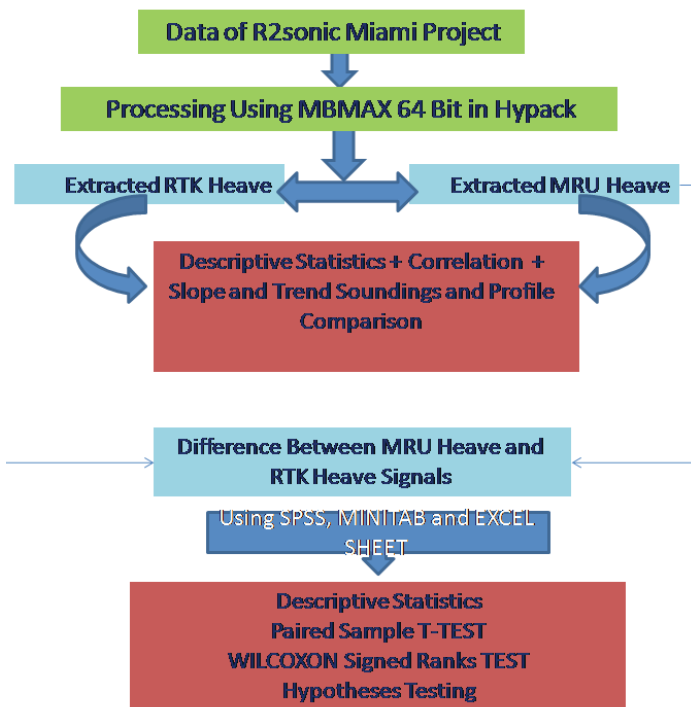 Data of R2sonic Miami Project
Processing Using MBMAX 64 Bit in Hypack
Extracted RTK Heave
Extracted MRU Heave
Descriptive Statistics + Correlation +
Slope and Trend Soundings and Profile
Comparison
Difference Between MRU Heave and
RTK Heave Signals
Using SPSS, MINITAB and EXCEL
SHEET
Descriptive Statistics
Paired Sample T-TEST
WILCOXON Signed Ranks TEST
Hypotheses Testing